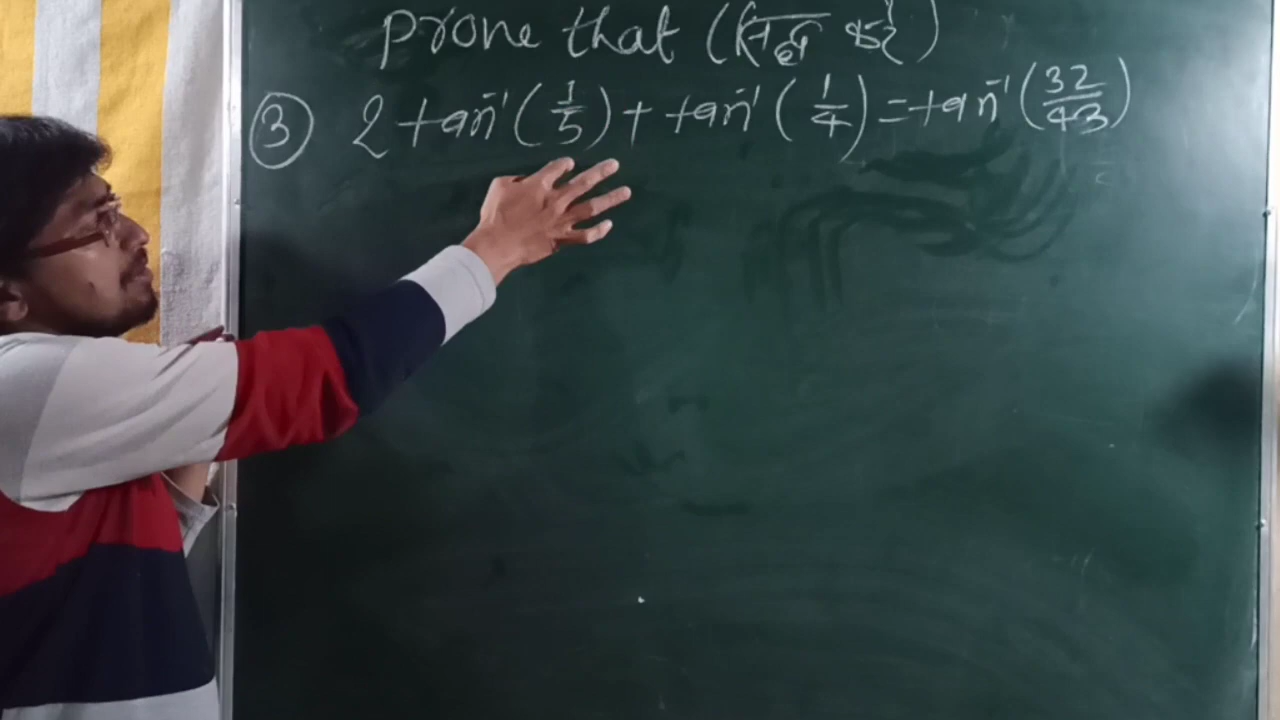 prove that (सिद्ध करें)
③ 2 tan⁻¹ (1/5) + tan⁻¹ (1/4) = tan⁻¹ (32/43)